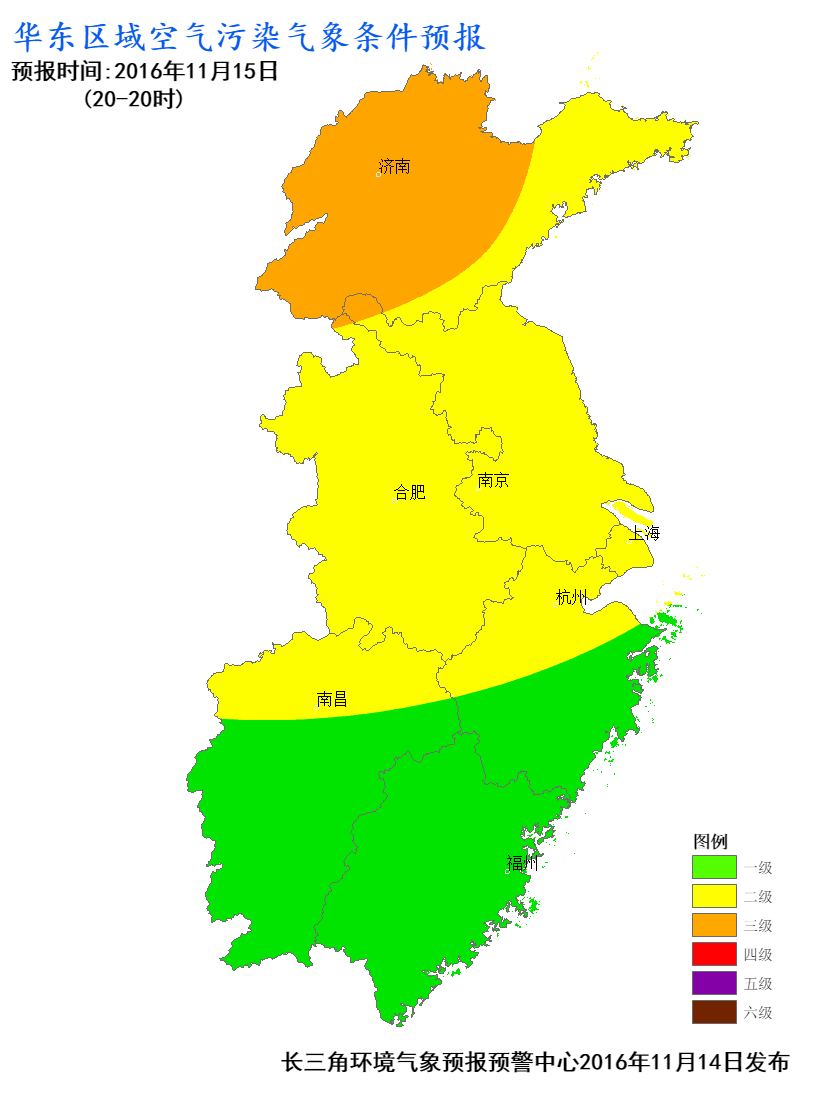 华东区域空气污染气象条件预报
预报时间:2016年11月15日
(20-20时)
济南
合肥
南京
上海
杭州
南昌
福州
图例
一级
二级
三级
四级
五级
六级
长三角环境气象预报预警中心2016年11月14日发布